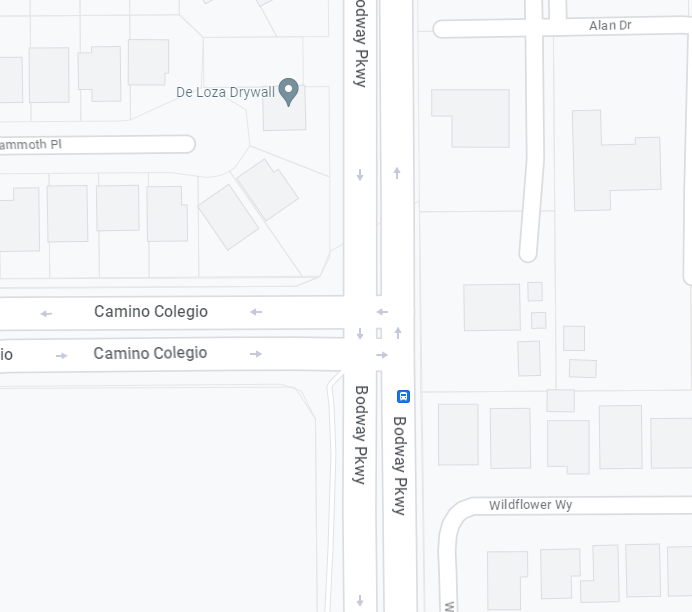 odway Pkwy
Alan Dr
De Loza Drywall
ammoth Pl
Camino Colegio
io
Camino Colegio
Bodway Pkwy
Bodway Pkwy
Wildflower Wy
W